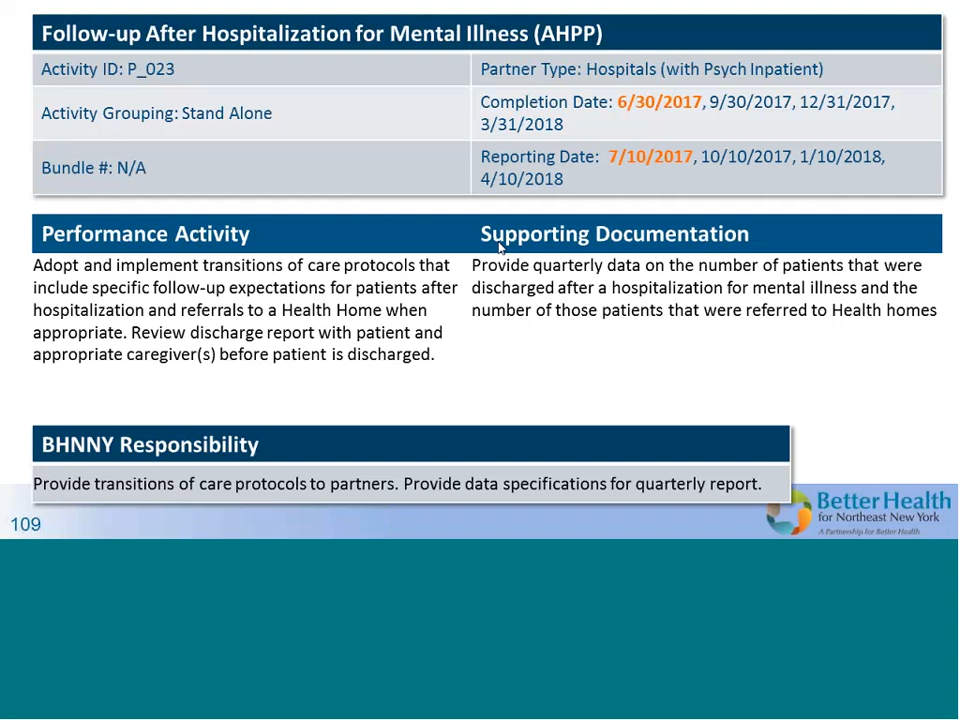 Follow-up After Hospitalization for Mental Illness (AHPP)
Activity ID: P_023
Partner Type: Hospitals (with Psych Inpatient)
Activity Grouping: Stand Alone
Completion Date: 6/30/2017, 9/30/2017, 12/31/2017,
3/31/2018
Bundle #: N/A
Reporting Date: 7/10/2017, 10/10/2017, 1/10/2018,
4/10/2018
Performance Activity
Adopt and implement transitions of care protocols that
include specific follow-up expectations for patients after
hospitalization and referrals to a Health Home when
appropriate. Review discharge report with patient and
appropriate caregiver(s) before patient is discharged.
Supporting Documentation
Provide quarterly data on the number of patients that were
discharged after a hospitalization for mental illness and the
number of those patients that were referred to Health homes
BHNNY Responsibility
Provide transitions of care protocols to partners. Provide data specifications for quarterly report.
109
Better Health
for Northeast New York
A Partnership for Better Health